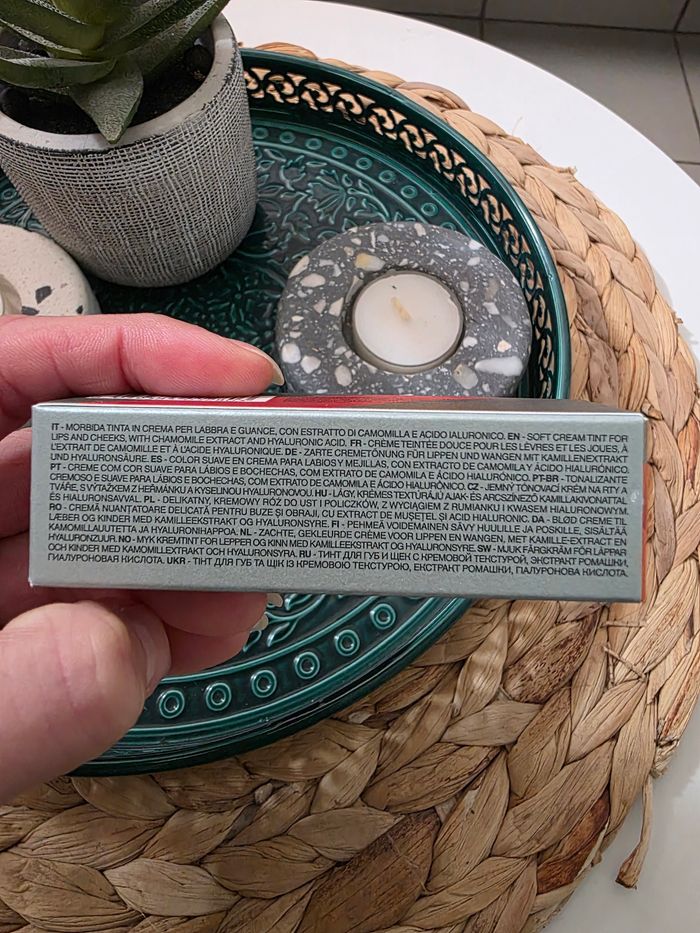 IT - MORBIDA TINTA IN CREMA PER LABBRA E GUANCE, CON ESTRATTO DI CAMOMILLA E ACIDO IALURONICO. EN - SOFT CREAM TINT FOR
LIPS AND CHEEKS, WITH CHAMOMILE EXTRACT AND HYALURONIC ACID. FR - CRÈME TEINTÉE DOUCE POUR LES LÈVRES ET LES JOUES, À
L'EXTRAIT DE CAMOMILLE ET À L'ACIDE HYALURONIQUE. DE - ZARTE CREMETÖNUNG FÜR LIPPEN UND WANGEN MIT KAMILLENEXTRAKT
UND HYALURONSÄURE. ES - COLOR SUAVE EN CREMA PARA LABIOS Y MEJILLAS, CON EXTRACTO DE CAMOMILA Y ÁCIDO HIALURÓNICO.
PT - CREME COM COR SUAVE PARA LÁBIOS E BOCHECHAS, COM EXTRATO DE CAMOMILA E ÁCIDO HIALURÓNICO. PT-BR - TONALIZANTE
CREMOSO E SUAVE PARA LÁBIOS E BOCHECHAS, COM EXTRATO DE CAMOMILA E ÁCIDO HIALURÔNICO. CZ - JEMNÝ TÓNOVACÍ KRÉM NA RTY A
TVÁŘE, S VÝTAŽKEM Z HEŘMÁNKU A KYSELINOU HYALURONOVOU. HU - LÁGY, KRÉMES TEXTÚRÁJÚ AJAK- ÉS ARCSZÍNEZŐ KAMILLAKIVONATTAL
ÉS HIALURONSAVVAL. PL - DELIKATNY, KREMOWY RÓŻ DO UST I POLICZKÓW, Z WYCIĄGIEM Z RUMIANKU I KWASEM HIALURONOWYM.
RO - CREMĂ NUANȚATOARE DELICATĂ PENTRU BUZE ȘI OBRAJI, CU EXTRACT DE MUȘEȚEL ȘI ACID HIALURONIC. DA - BLØD CREME TIL
LÆBER OG KINDER MED KAMILLEEKSTRAKT OG HYALURONSYRE. FI - PEHMEÄ VOIDEMAINEN SÄVY HUULILLE JA POSKILLE, SISÄLTÄÄ
KAMOMILLAUUTETTA JA HYALURONIHAPPOA. NL - ZACHTE, GEKLEURDE CRÈME VOOR LIPPEN EN WANGEN, MET KAMILLE-EXTRACT EN
HYALURONZUUR. NO - MYK KREMTINT FOR LEPPER OG KINN MED KAMILLEEKSTRAKT OG HYALURONSYRE. SW - MJUK FÄRGKRÄM FÖR LÄPPAR
OCH KINDER MED KAMOMILLEXTRAKT OCH HYALURONSYRA. RU - ТИНТ ДЛЯ ГУБ И ЩЕК С КРЕМОВОЙ ТЕКСТУРОЙ, ЭКСТРАКТ РОМАШКИ,
ГИАЛУРОНОВАЯ КИСЛОТА. UKR - ТІНТ ДЛЯ ГУБ ТА ЩІК ІЗ КРЕМОВОЮ ТЕКСТУРОЮ, ЕКСТРАКТ РОМАШКИ, ГІАЛУРОНОВА КИСЛОТА.